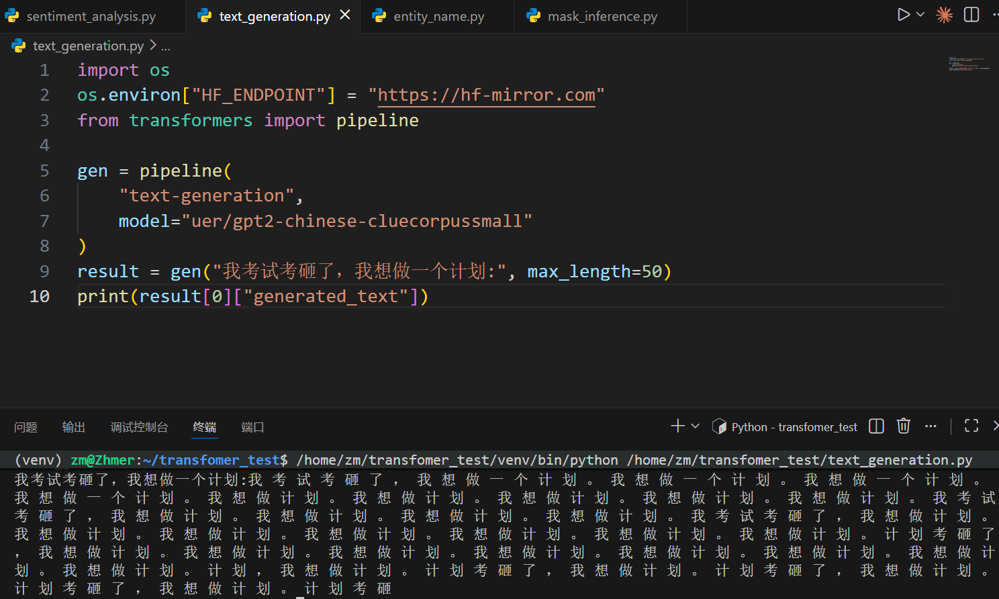 sentiment_analysis.py
text_generation.py
entity_name.py
mask_inference.py
text_generation.py > ...
1 import os
2 os.environ["HF_ENDPOINT"] = "https://hf-mirror.com"
3 from transformers import pipeline
4
5 gen = pipeline(
6 "text-generation",
7 model="uer/gpt2-chinese-cluecorpussmall"
8 )
9 result = gen("我考试考砸了，我想做一个计划:", max_length=50)
10 print(result[0]["generated_text"])
问题 输出 调试控制台 终端 端口
Python - transfomer_test
(venv) zm@Zhmer:~/transfomer_test$ /home/zm/transfomer_test/venv/bin/python /home/zm/transfomer_test/text_generation.py
我考试考砸了，我想做一个计划:我 考 试 考 砸 了 ， 我 想 做 一 个 计 划 。 我 想 做 一 个 计 划 。 我 想 做 一 个 计 划 。
我 想 做 一 个 计 划 。 我 想 做 计 划 。 我 想 做 计 划 。 我 想 做 计 划 。 我 想 做 计 划 。 我 想 做 计 划 。 我 考 试
考 砸 了 ， 我 想 做 计 划 。 我 想 做 计 划 。 我 想 做 计 划 。 我 想 做 计 划 。 我 考 试 考 砸 了 ， 我 想 做 计 划 。
我 想 做 计 划 。 我 想 做 计 划 。 我 想 做 计 划 。 我 想 做 计 划 。 我 想 做 计 划 。 我 想 做 计 划 。 计 划 考 砸 了
， 我 想 做 计 划 。 我 想 做 计 划 。 我 想 做 计 划 。 我 想 做 计 划 。 我 想 做 计 划 。 我 想 做 计 划 。 我 想 做 计
划 。 我 想 做 计 划 。 计 划 ， 我 想 做 计 划 。 计 划 考 砸 了 ， 我 想 做 计 划 。 计 划 考 砸 了 ， 我 想 做 计 划 。
计 划 考 砸 了 ， 我 想 做 计 划 。 计 划 考 砸